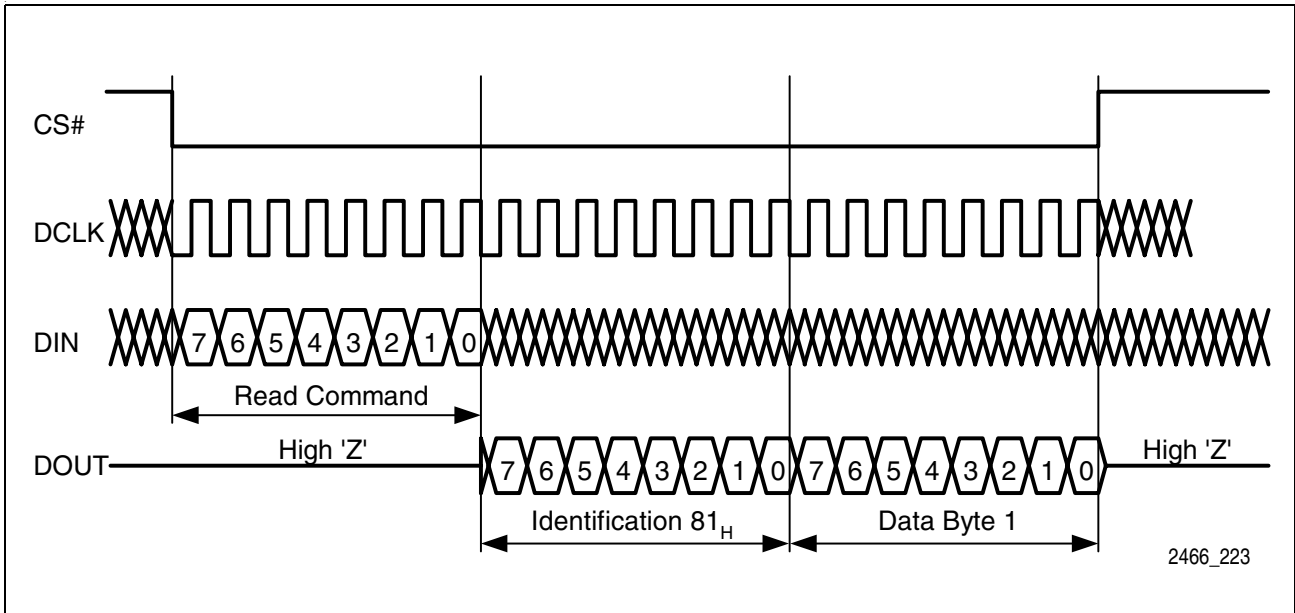 CS#
DCLK
DIN 7 6 5 4 3 2 1 0
Read Command
DOUT High 'Z' 7 6 5 4 3 2 1 0 7 6 5 4 3 2 1 0 High 'Z'
Identification 81H Data Byte 1
2466_223